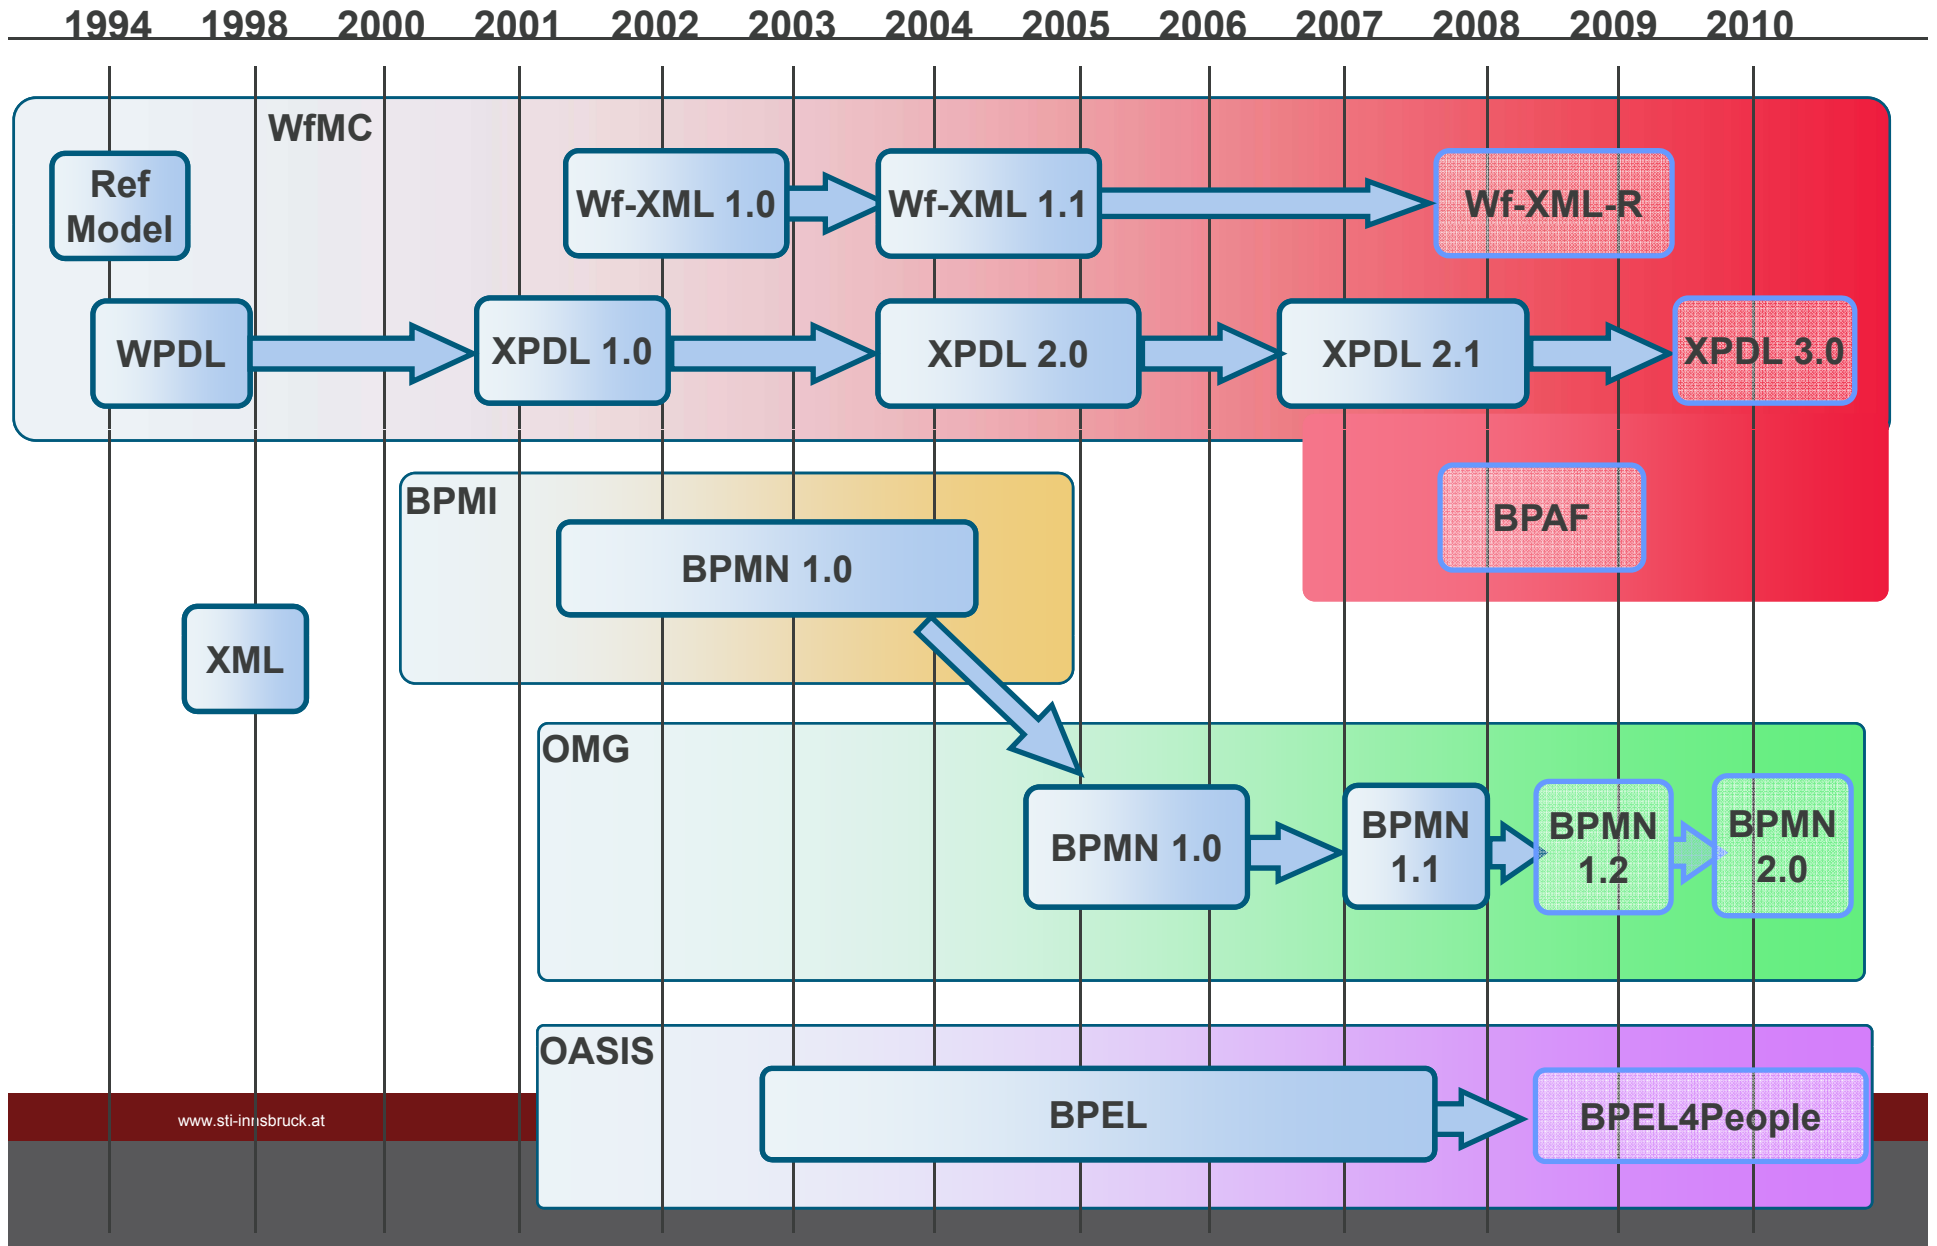 1994 1998 2000 2001 2002 2003 2004 2005 2006 2007 2008 2009 2010
WfMC
Ref
Model
Wf-XML 1.0
Wf-XML 1.1
Wf-XML-R
WPDL
XPDL 1.0
XPDL 2.0
XPDL 2.1
XPDL 3.0
BPMI
BPMN 1.0
BPAF
XML
OMG
BPMN 1.0
BPMN
1.1
BPMN
1.2
BPMN
2.0
OASIS
BPEL
BPEL4People
www.sti-innsbruck.at